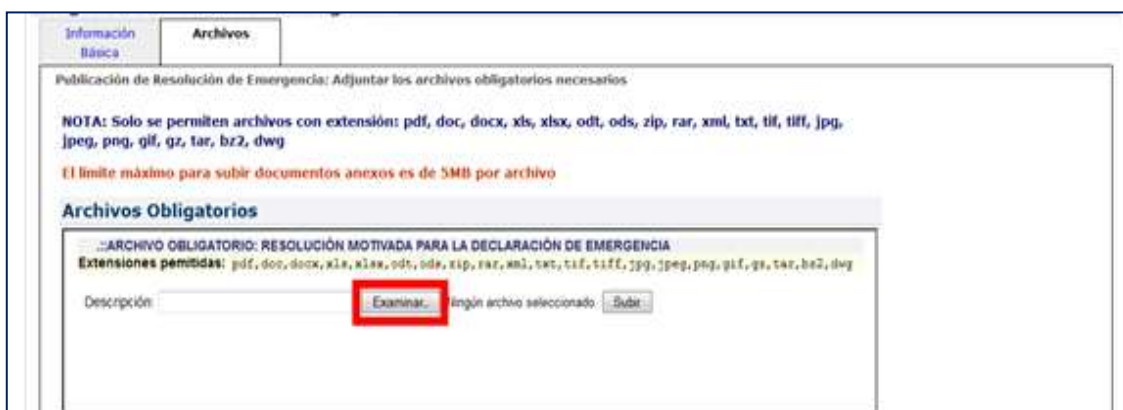 Información
Básica
Archivos
Publicación de Resolución de Emergencia: Adjuntar los archivos obligatorios necesarios
NOTA: Solo se permiten archivos con extensión: pdf, doc, docx, xls, xlsx, odt, ods, zip, rar, xml, txt, tif, tiff, jpg,
jpeg, png, gif, gz, tar, bz2, dwg
El límite máximo para subir documentos anexos es de 5MB por archivo
Archivos Obligatorios
.::ARCHIVO OBLIGATORIO: RESOLUCIÓN MOTIVADA PARA LA DECLARACIÓN DE EMERGENCIA
Extensiones pemitidas: pdf,doc,docx,xls,xlsx,odt,ods,zip,rar,xml,txt,tif,tiff,jpg,jpeg,png,gif,gz,tar,bz2,dwg
Descripción: Examinar... Ningún archivo seleccionado Subir